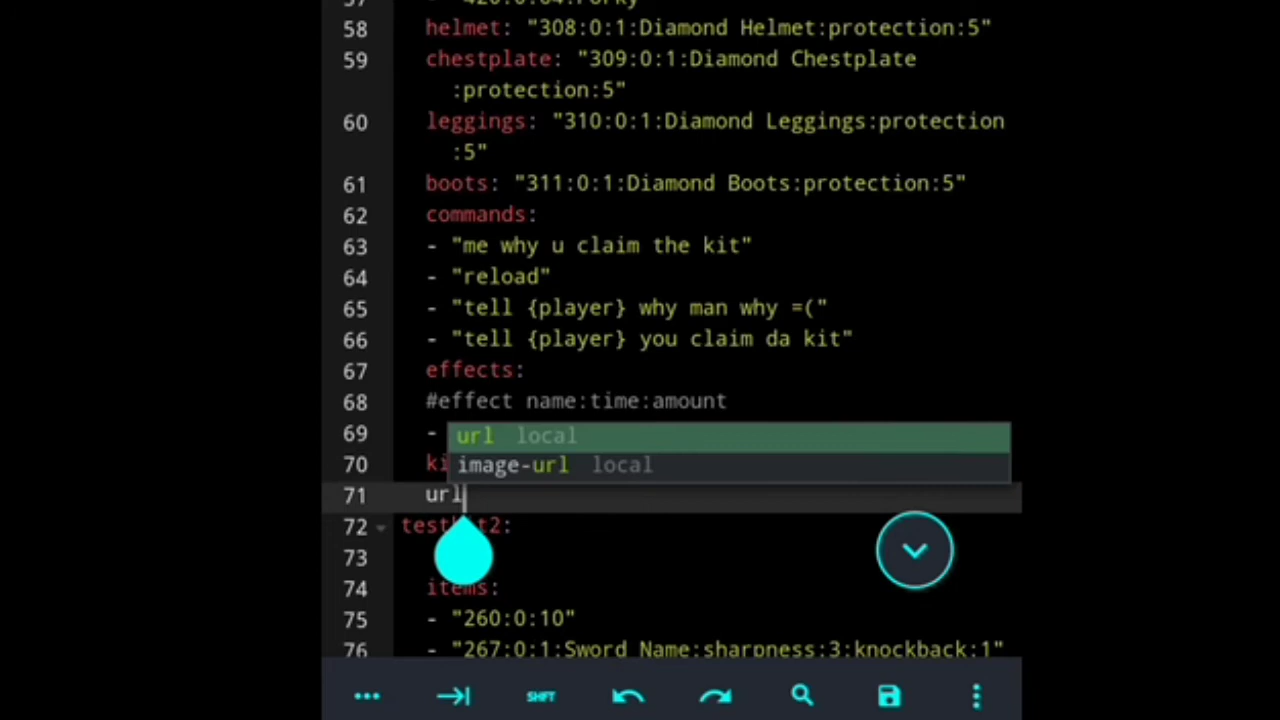 57
58 helmet: "308:0:1:Diamond Helmet:protection:5"
59 chestplate: "309:0:1:Diamond Chestplate
:protection:5"
60 leggings: "310:0:1:Diamond Leggings:protection
:5"
61 boots: "311:0:1:Diamond Boots:protection:5"
62 commands:
63 - "me why u claim the kit"
64 - "reload"
65 - "tell {player} why man why =("
66 - "tell {player} you claim da kit"
67 effects:
68 #effect name:time:amount
69 -
url local
70 ki
image-url local
71 url
72
73
74 items:
75 - "260:0:10"
76 - "267:0:1:Sword Name:sharpness:3:knockback:1"
SHFT